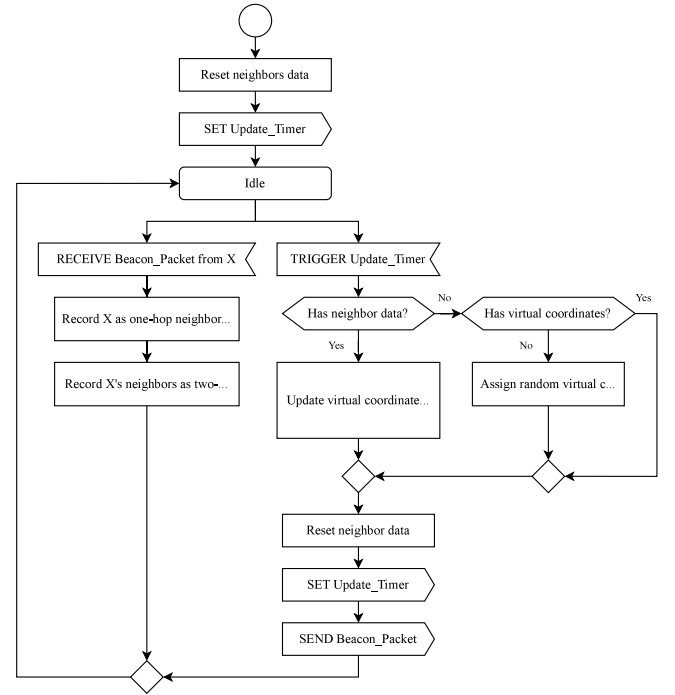 Reset neighbors data
SET Update_Timer
Idle
RECEIVE Beacon_Packet from X
TRIGGER Update_Timer
Record X as one-hop neighbor...
Has neighbor data?
No
Has virtual coordinates?
Yes
Yes
No
Record X's neighbors as two-...
Update virtual coordinate...
Assign random virtual c...
Reset neighbor data
SET Update_Timer
SEND Beacon_Packet